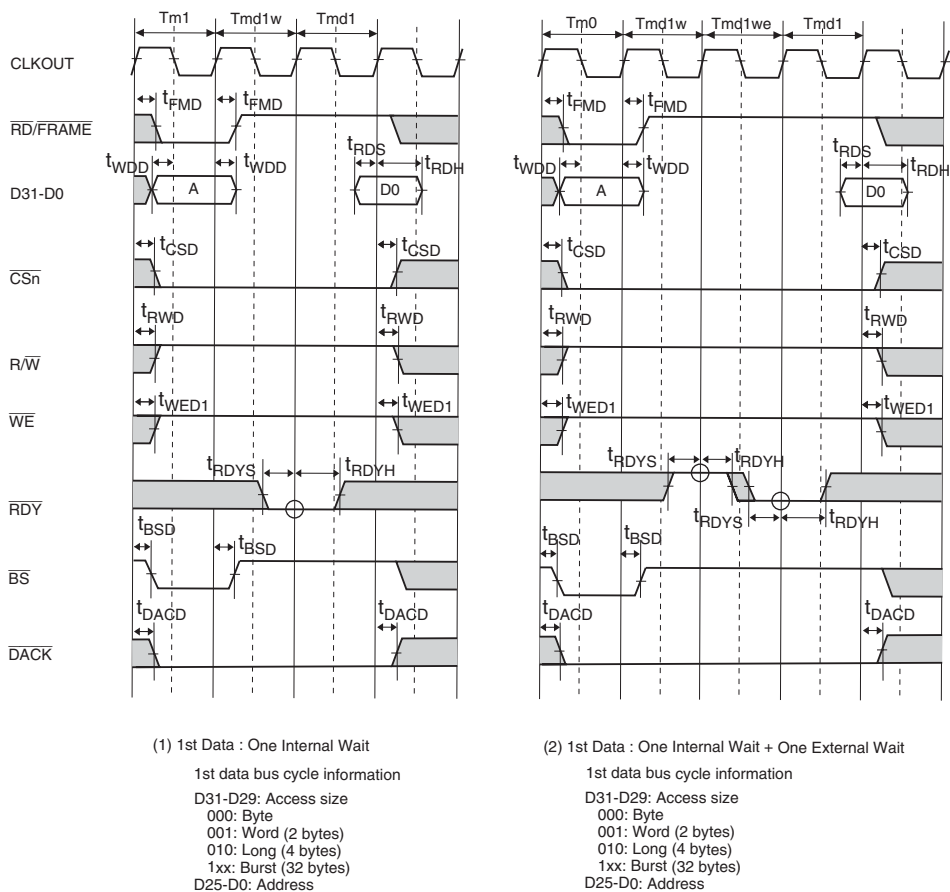 Tm1 Tmd1w Tmd1 Tm0 Tmd1w Tmd1we Tmd1
CLKOUT
tFMD tFMD tFMD tFMD
RD/FRAME
tWDD tWDD tRDS tRDH tWDD tWDD tRDS tRDH
D31-D0 A D0 A D0
tCSD tCSD tCSD tCSD
CSn
tRWD tRWD tRWD tRWD
R/W
tWED1 tWED1 tWED1 tWED1
WE
tRDYS tRDYH tRDYS tRDYH
RDY
tRDYS tRDYH
tBSD tBSD tBSD tBSD
BS
tDACD tDACD tDACD tDACD
DACK
(1) 1st Data : One Internal Wait
1st data bus cycle information
D31-D29: Access size
000: Byte
001: Word (2 bytes)
010: Long (4 bytes)
1xx: Burst (32 bytes)
D25-D0: Address
(2) 1st Data : One Internal Wait + One External Wait
1st data bus cycle information
D31-D29: Access size
000: Byte
001: Word (2 bytes)
010: Long (4 bytes)
1xx: Burst (32 bytes)
D25-D0: Address